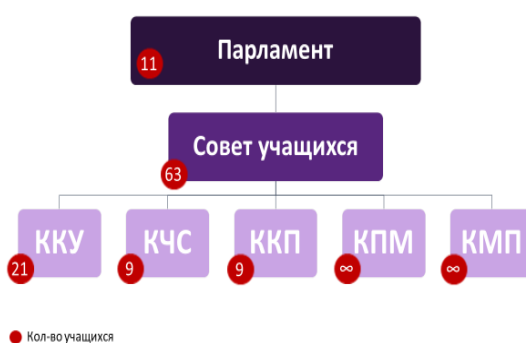 Парламент
11
Совет учащихся
63
ККУ КЧС ККП КПМ КМП
21 9 9 ∞ ∞
Кол-во учащихся